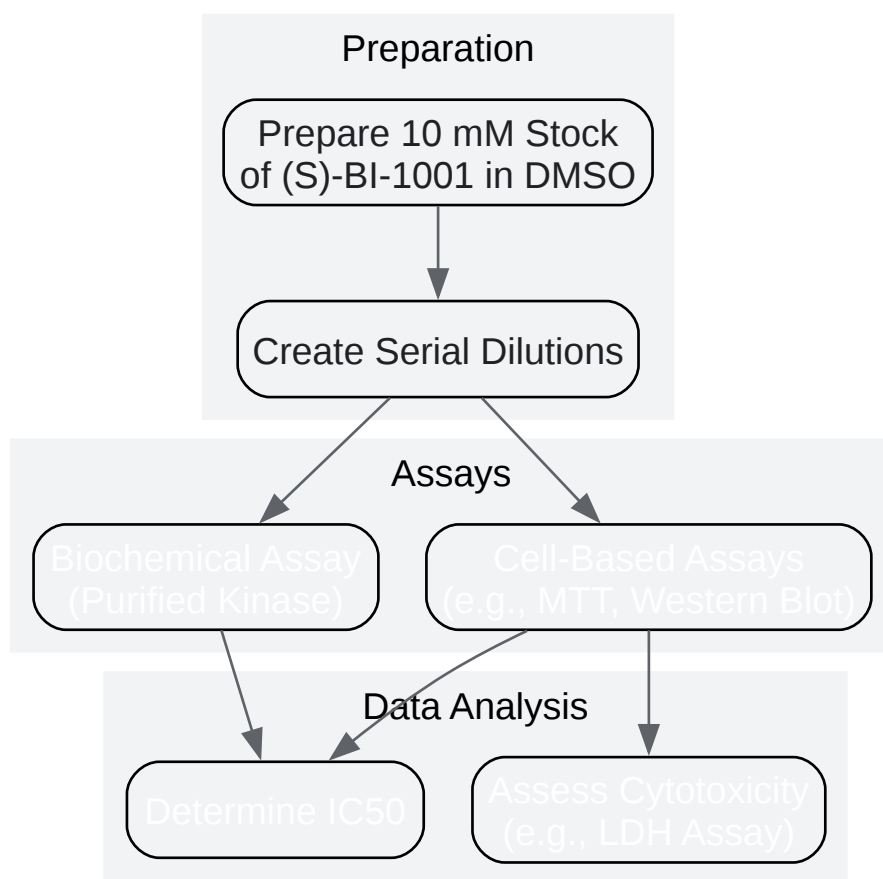 Preparation
Prepare 10 mM Stock
of (S)-BI-1001 in DMSO
Create Serial Dilutions
Assays
Biochemical Assay
(Purified Kinase)
Cell-Based Assays
(e.g., MTT, Western Blot)
Data Analysis
Determine IC50
Assess Cytotoxicity
(e.g., LDH Assay)